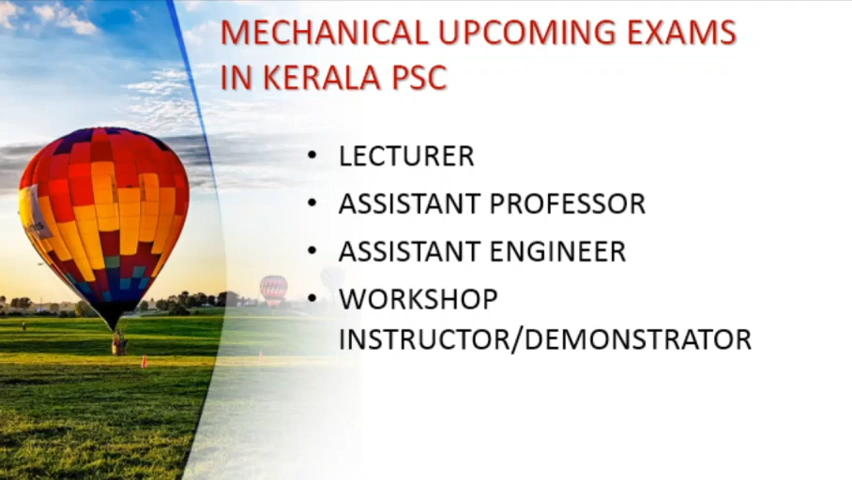 MECHANICAL UPCOMING EXAMS
IN KERALA PSC
• LECTURER
• ASSISTANT PROFESSOR
• ASSISTANT ENGINEER
• WORKSHOP
INSTRUCTOR/DEMONSTRATOR